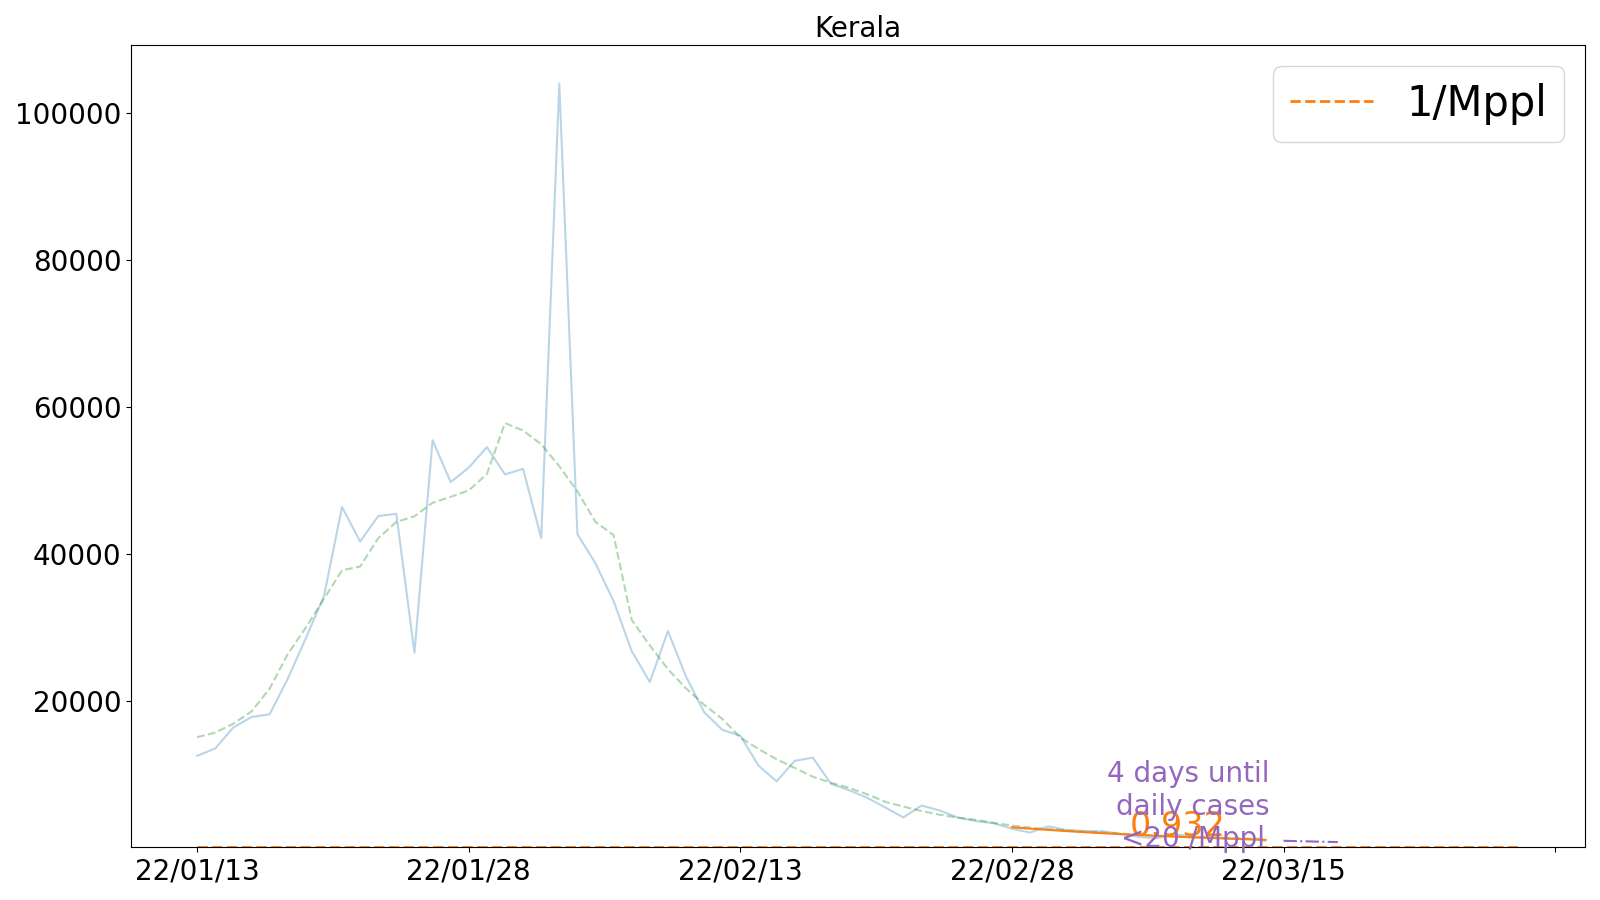 Kerala
1/Mppl
100000
80000
60000
40000
20000
4 days until
daily cases
<20 /Mppl
0.932
22/01/13 22/01/28 22/02/13 22/02/28 22/03/15